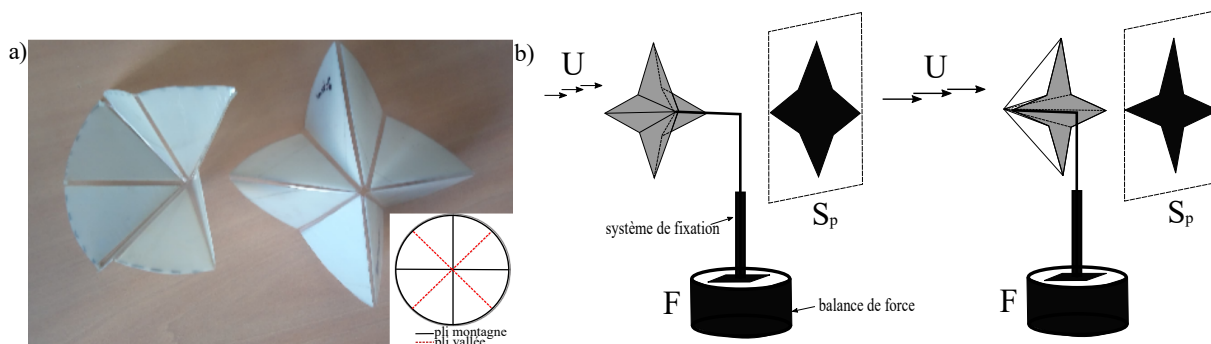 a)
pli montagne
pli vallée
b)
U
Sp
système de fixation
F
balance de force
U
Sp
F